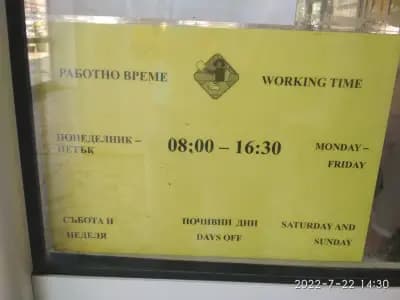 РАБОТНО ВРЕМЕ WORKING TIME
ПОНЕДЕЛНИК – 08;00 – 16:30 MONDAY –
ПЕТЪК FRIDAY
СЪБОТА И ПОЧИВНИ ДНИ SATURDAY AND
НЕДЕЛЯ DAYS OFF SUNDAY
2022-7-22 14:30